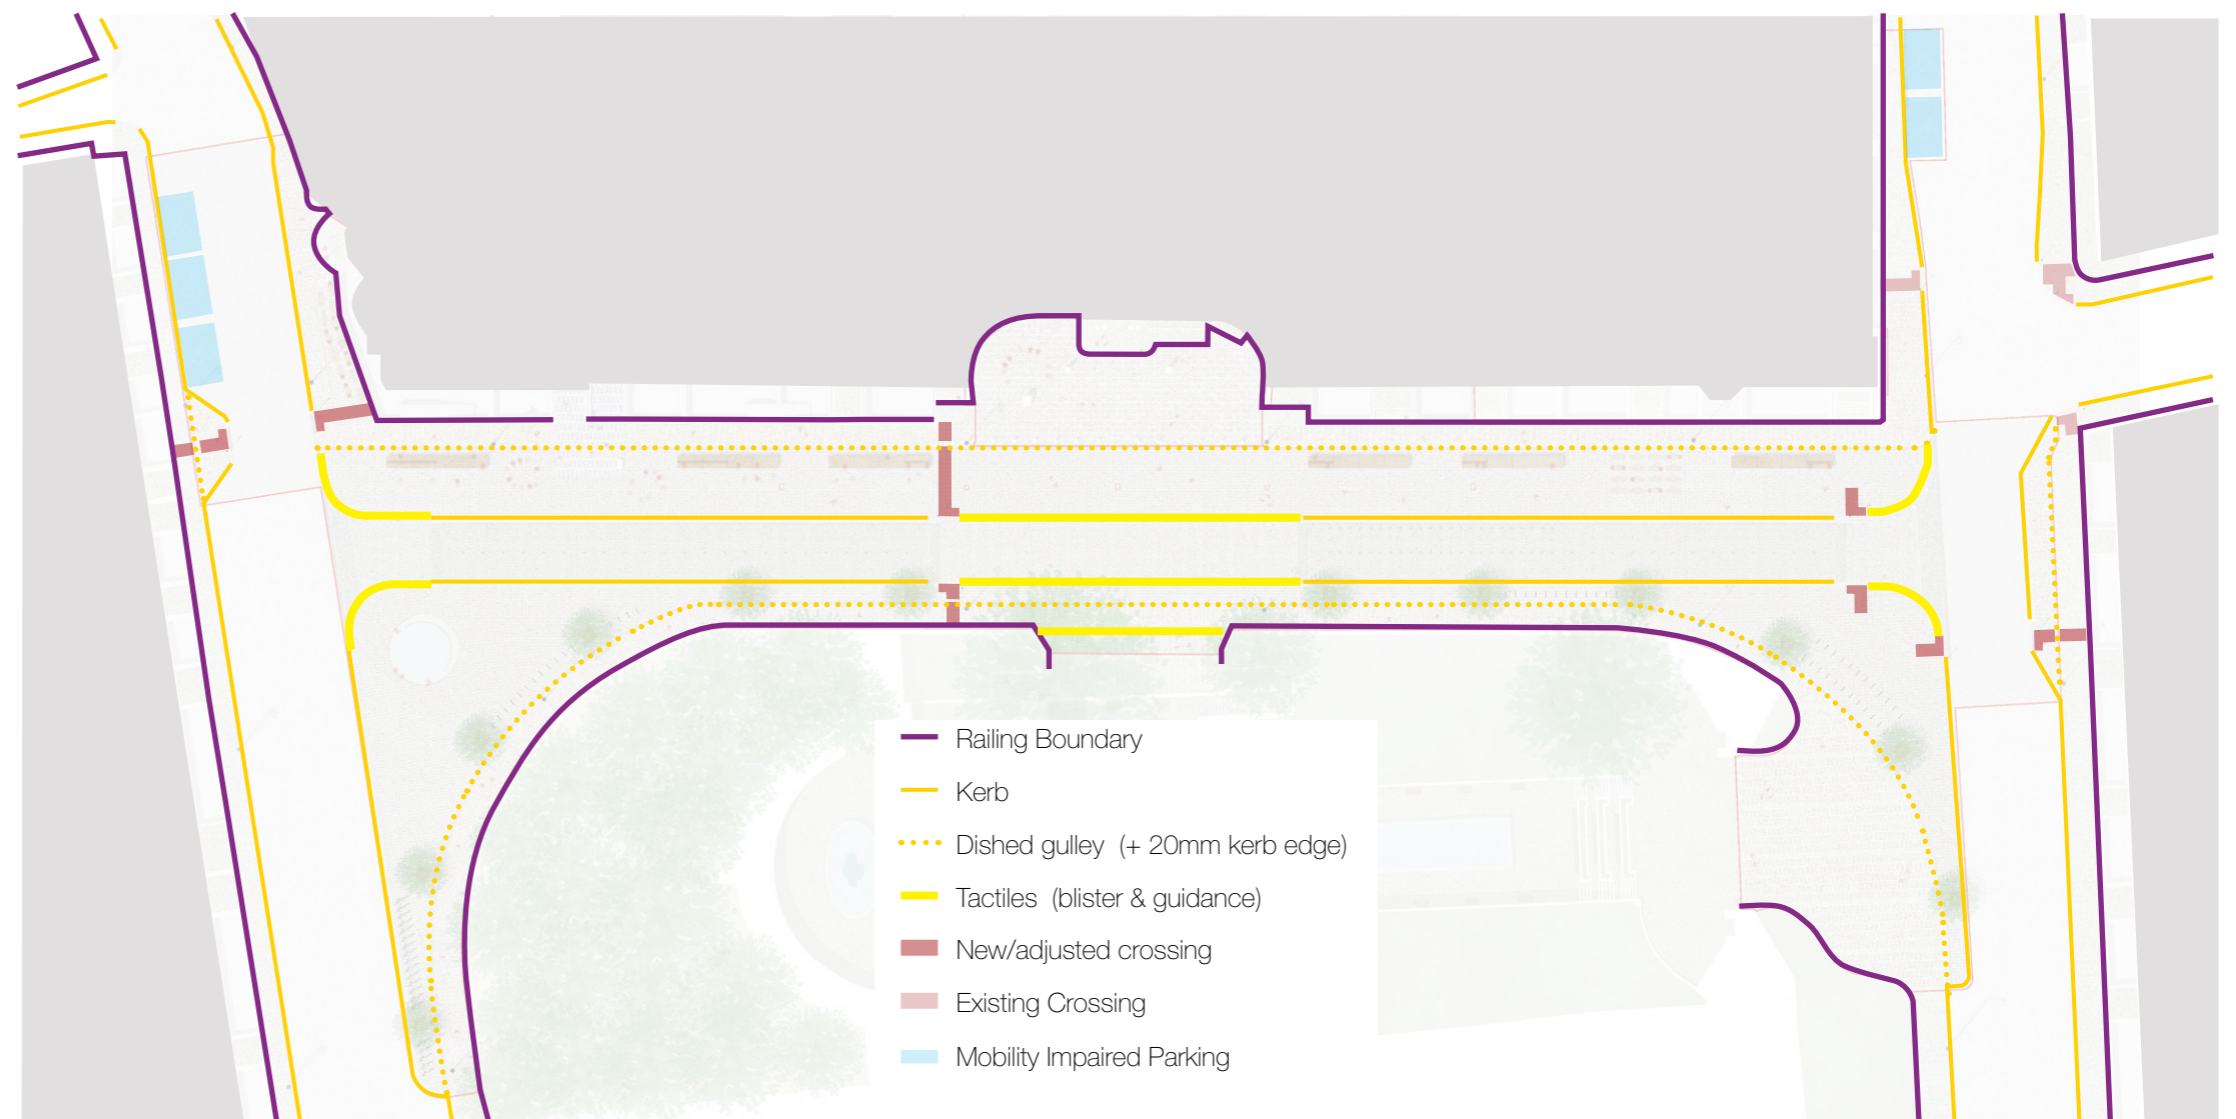 Railing Boundary
Kerb
Dished gulley (+ 20mm kerb edge)
Tactiles (blister & guidance)
New/adjusted crossing
Existing Crossing
Mobility Impaired Parking